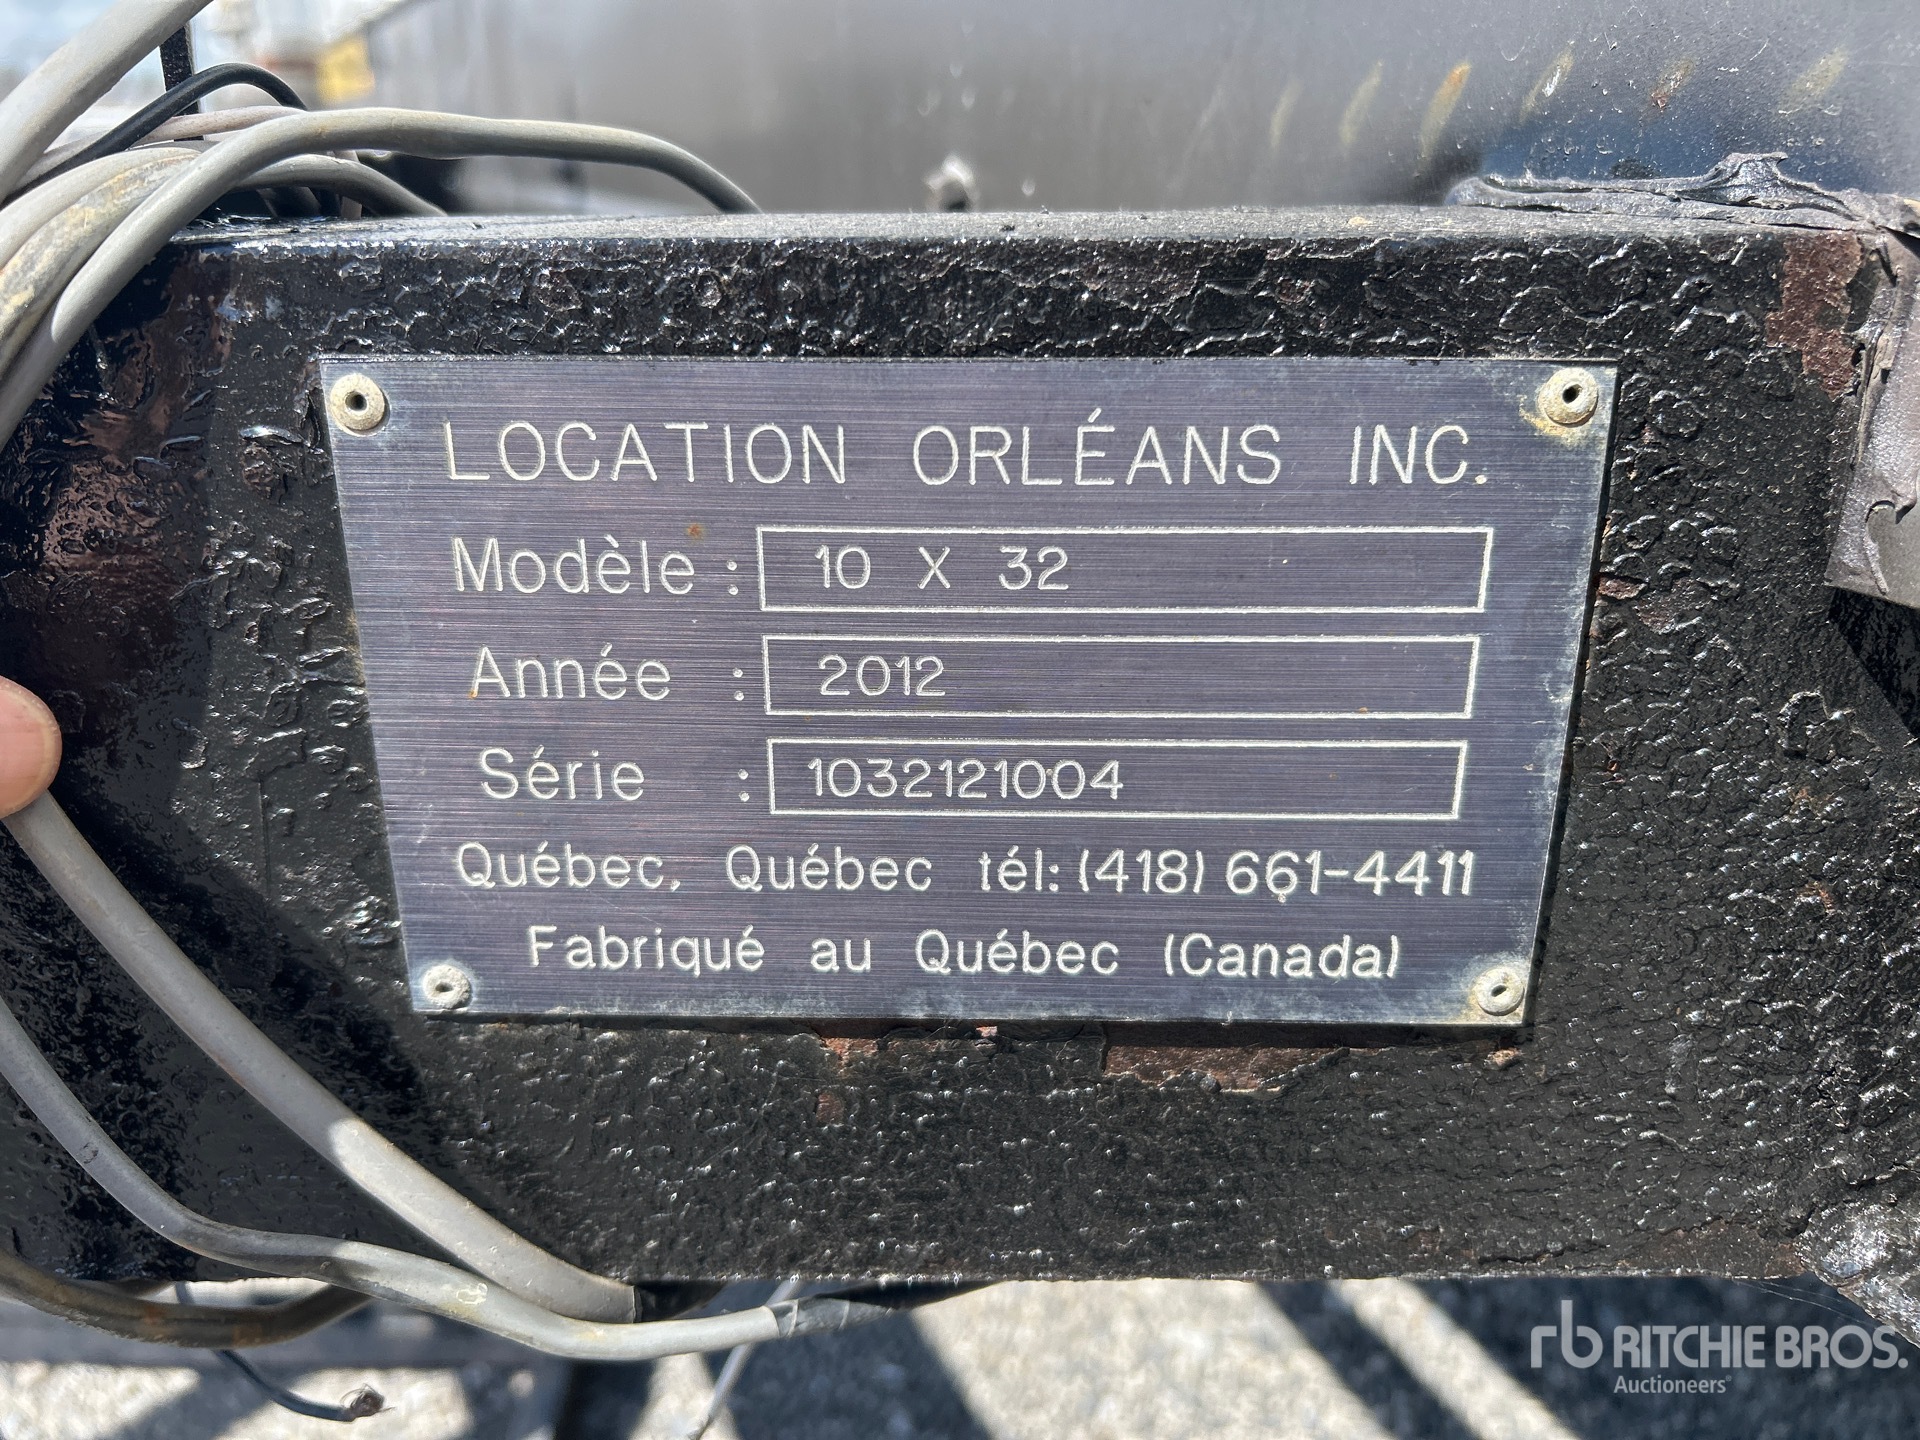 LOCATION ORLÉANS INC.
Modèle : 10 X 32
Année : 2012
Série : 1032121004
Québec, Québec tél: (418) 661-4411
Fabriqué au Québec (Canada)
rb RITCHIE BROS.
Auctioneers